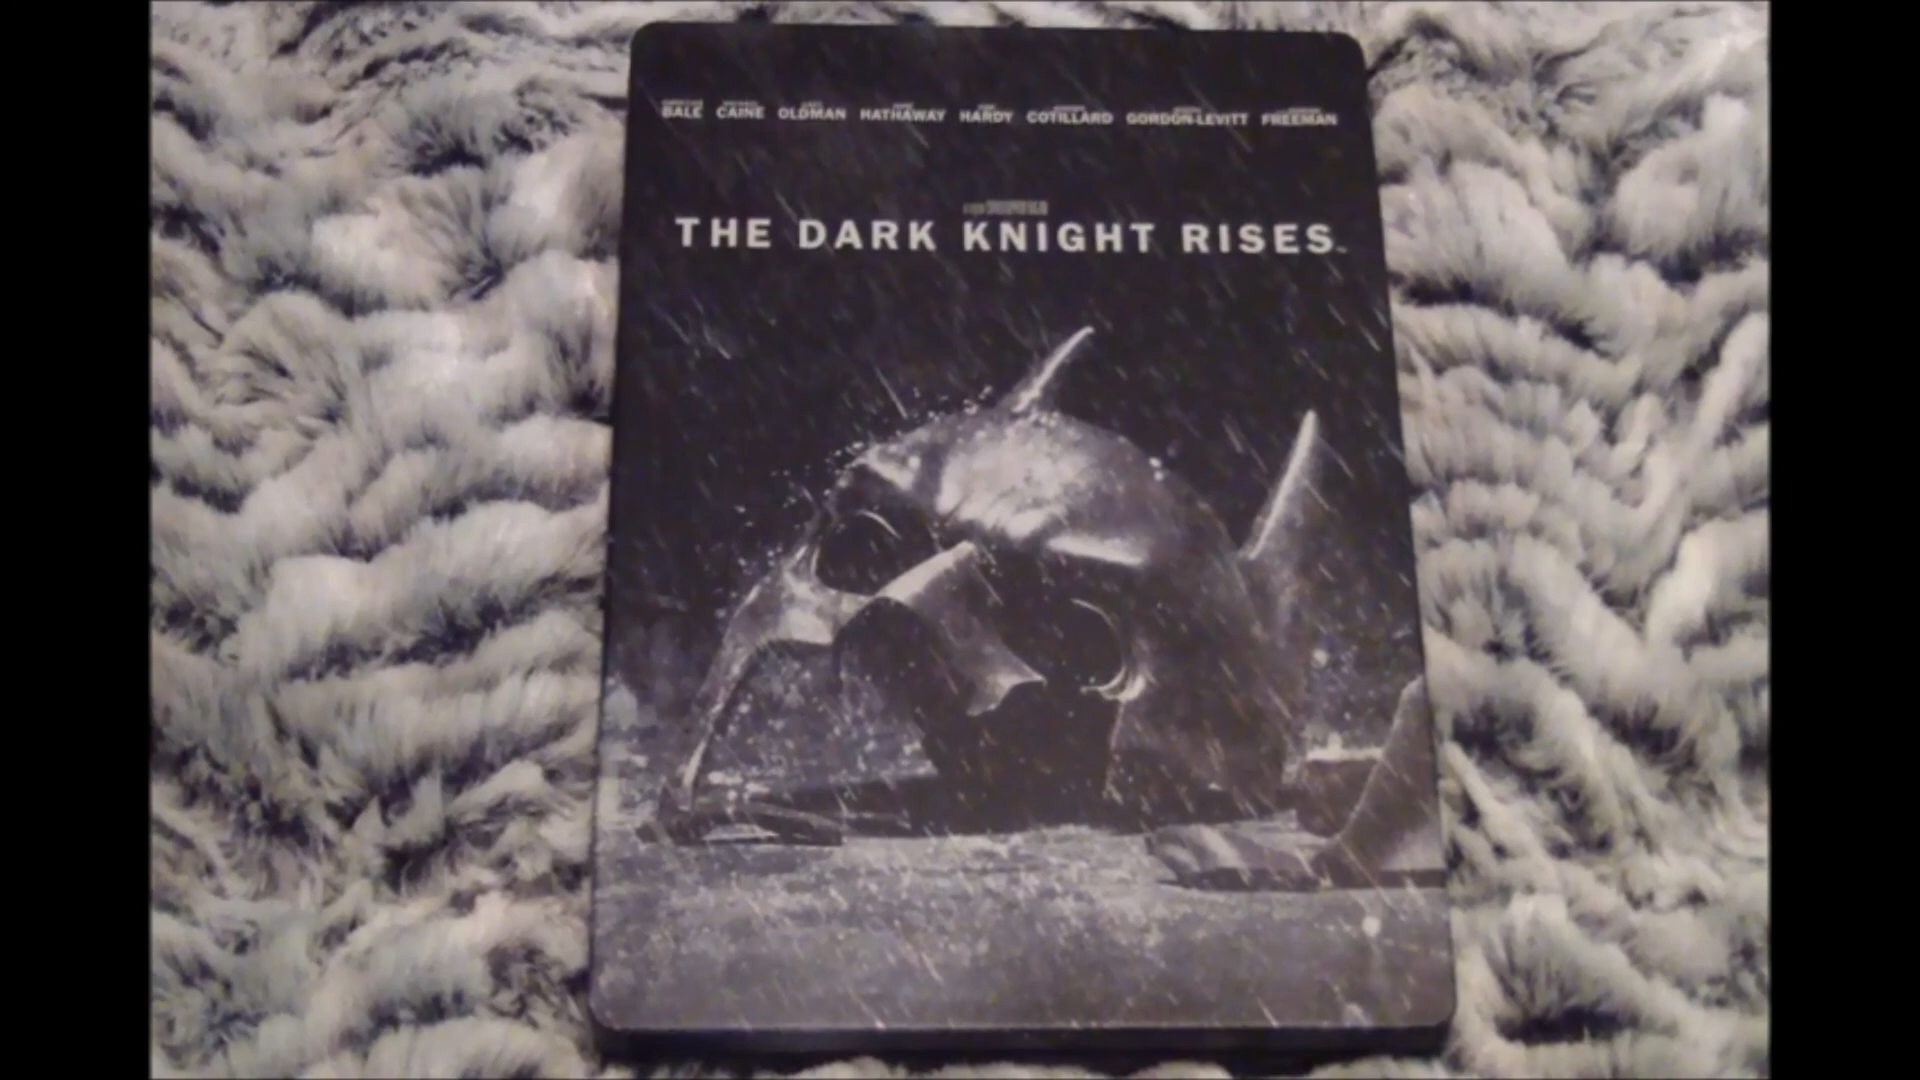 BALE CAINE OLDMAN HATHAWAY HARDY COTILLARD GORDON-LEVITT FREEMAN
THE DARK KNIGHT RISES